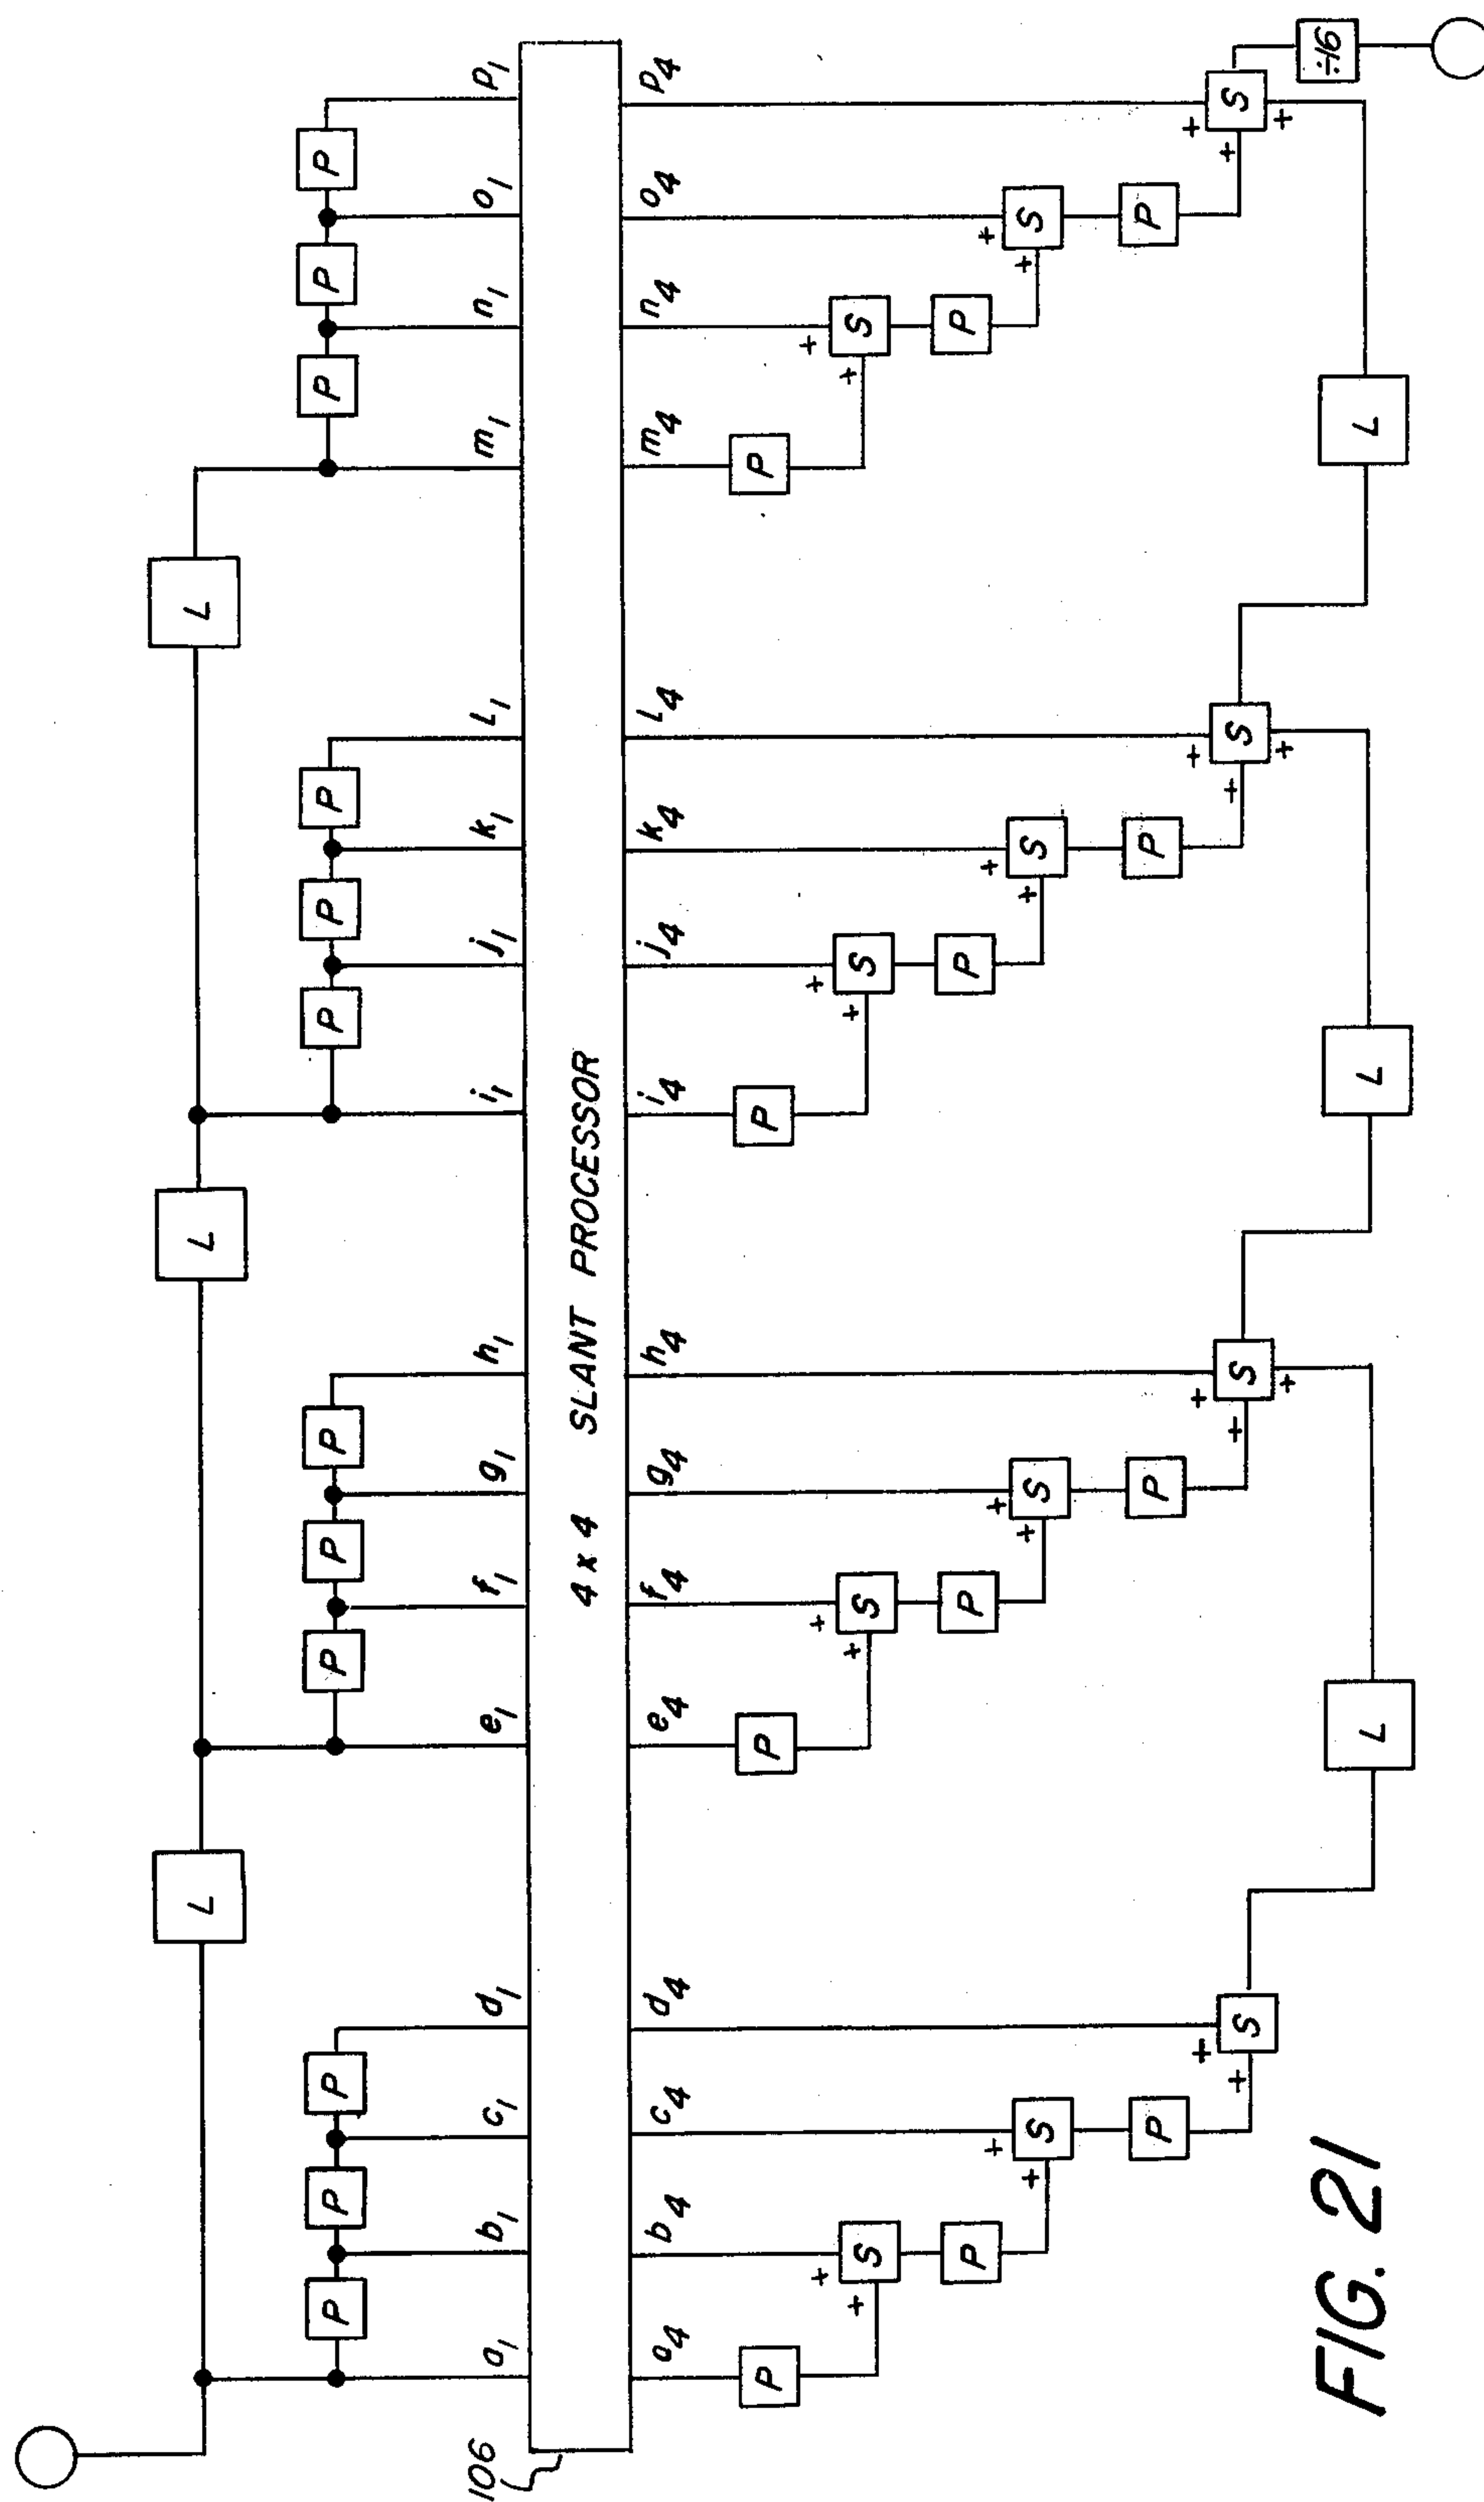 L L L
P P P P P P P P P P P P
106 a1 b1 c1 d1 e1 f1 g1 h1 i1 j1 k1 L1 m1 n1 o1 p1
4 x 4 SLANT PROCESSOR
a4 b4 c4 d4 e4 f4 g4 h4 i4 j4 k4 L4 m4 n4 o4 p4
P P P P
+ + + +
+ S + S + S + S
P P P P
+ + + +
+ S + S + S + S
P P P P
+ + + +
+ S + S + S + S
+ + +
÷16
L L L
FIG. 21